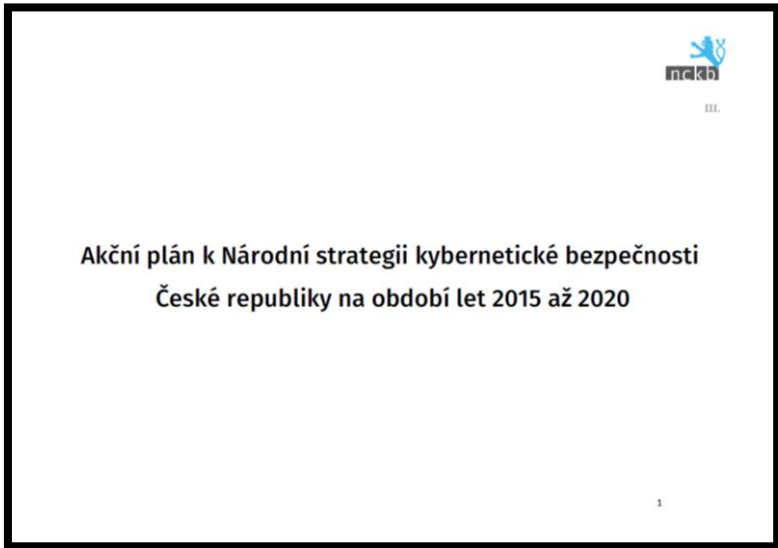 nckb
III.
Akční plán k Národní strategii kybernetické bezpečnosti
České republiky na období let 2015 až 2020
1